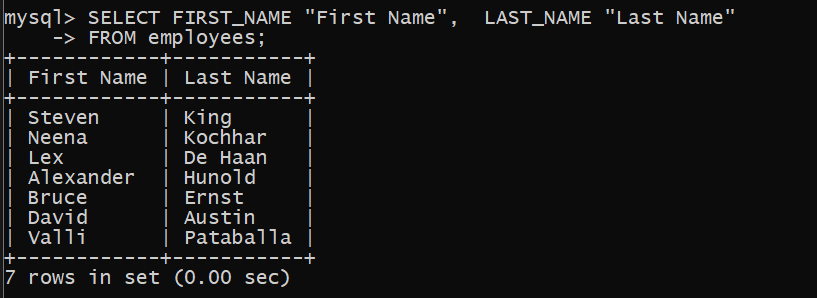 mysql> SELECT FIRST_NAME "First Name",  LAST_NAME "Last Name"
    -> FROM employees;
+------------+-----------+
| First Name | Last Name |
+------------+-----------+
| Steven     | King      |
| Neena      | Kochhar   |
| Lex        | De Haan   |
| Alexander  | Hunold    |
| Bruce      | Ernst     |
| David      | Austin    |
| Valli      | Pataballa |
+------------+-----------+
7 rows in set (0.00 sec)